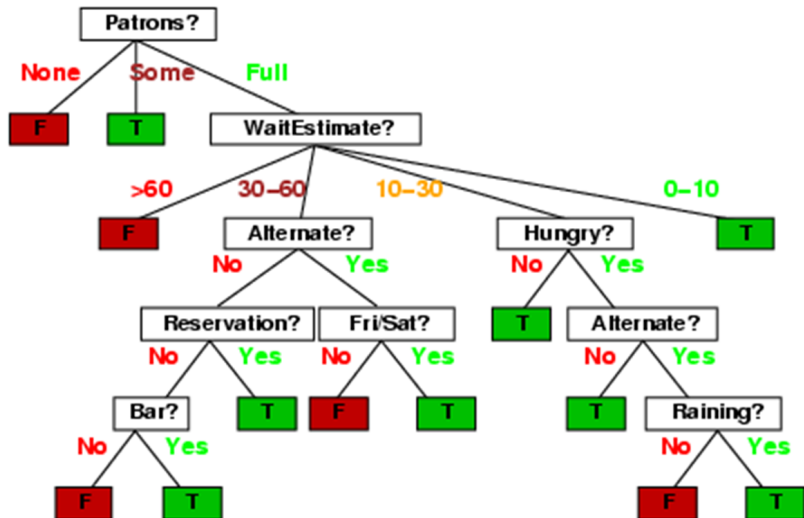 Patrons?
None Some Full
F T WaitEstimate?
>60 30–60 10–30 0–10
F Alternate? Hungry? T
No Yes No Yes
Reservation? Fri/Sat? T Alternate?
No Yes No Yes No Yes
Bar? T F T T Raining?
No Yes No Yes
F T F T